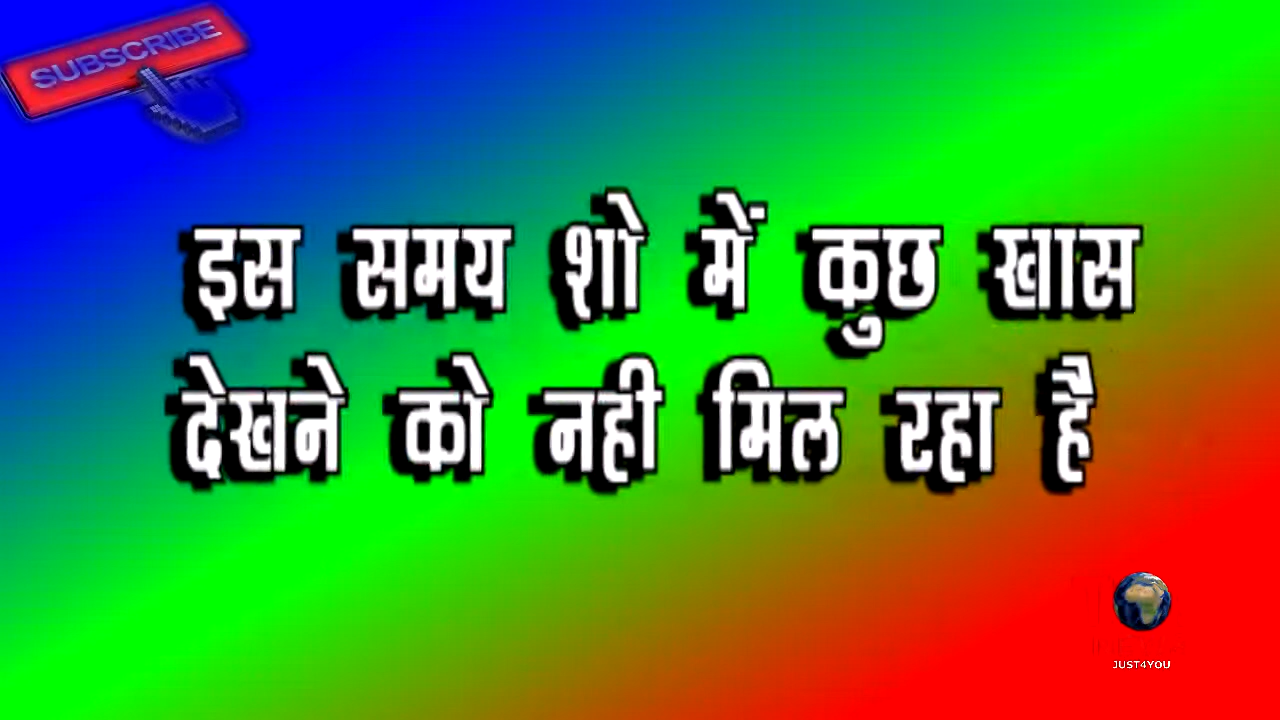 SUBSCRIBE
इस समय शो में कुछ खास
देखने को नही मिल रहा है
JUST4YOU